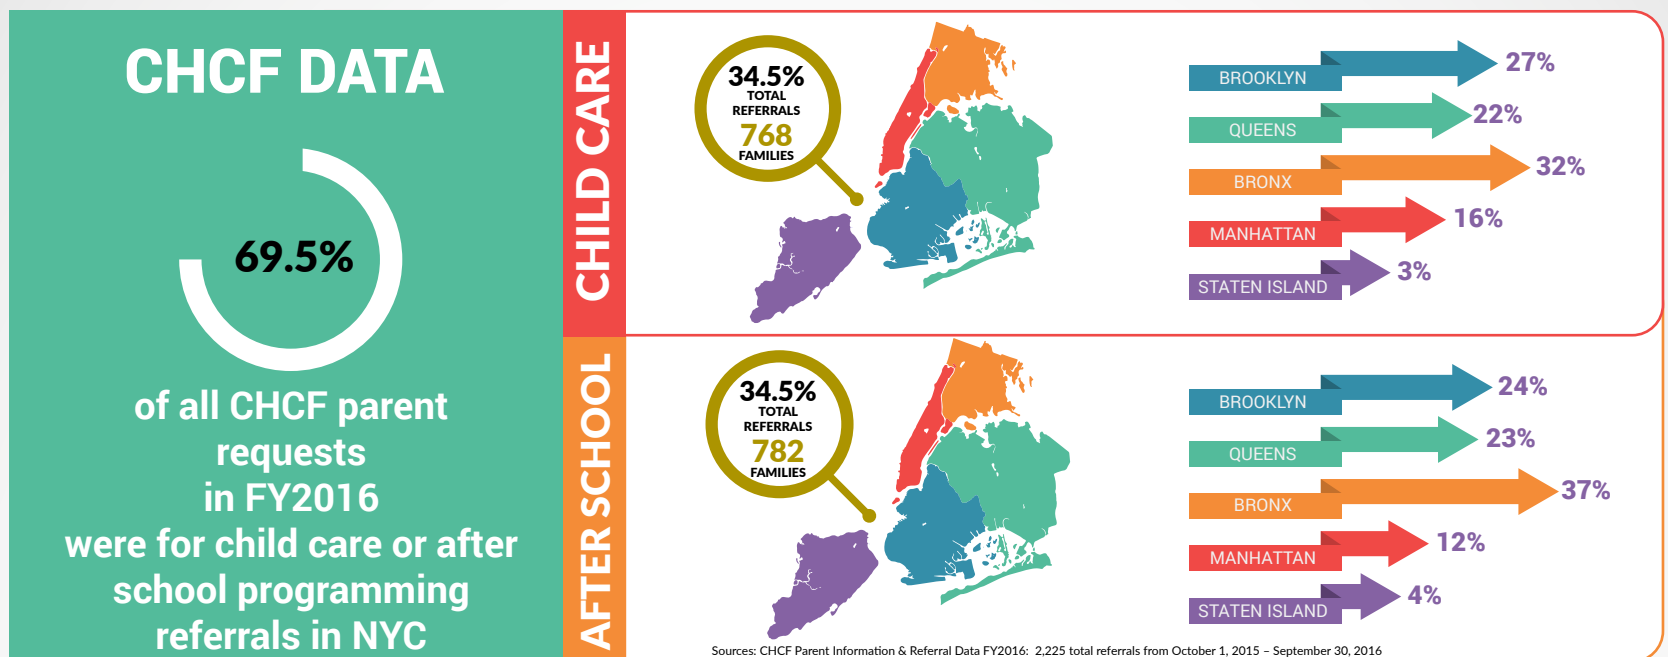 CHCF DATA
69.5%
of all CHCF parent
requests
in FY2016
were for child care or after
school programming
referrals in NYC
CHILD CARE
34.5%
TOTAL
REFERRALS
768
FAMILIES
BROOKLYN 27%
QUEENS 22%
BRONX 32%
MANHATTAN 16%
STATEN ISLAND 3%
AFTER SCHOOL
34.5%
TOTAL
REFERRALS
782
FAMILIES
BROOKLYN 24%
QUEENS 23%
BRONX 37%
MANHATTAN 12%
STATEN ISLAND 4%
Sources: CHCF Parent Information & Referral Data FY2016: 2,225 total referrals from October 1, 2015 – September 30, 2016